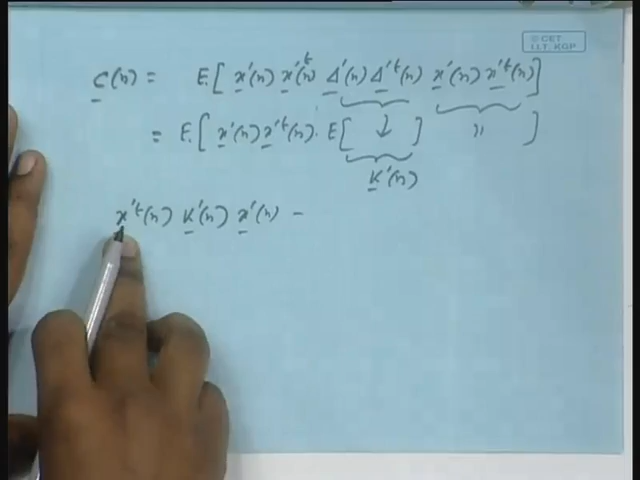 © CET
I.I.T. KGP
c(n) = E[ x'(n) x'^t(n) Δ'(n) Δ'^t(n) x'(n) x'^t(n) ]
= E[ x'(n) x'^t(n). E[ ↓ ] " ]
K'(n)
x'^t(n) K'(n) x'(n) =